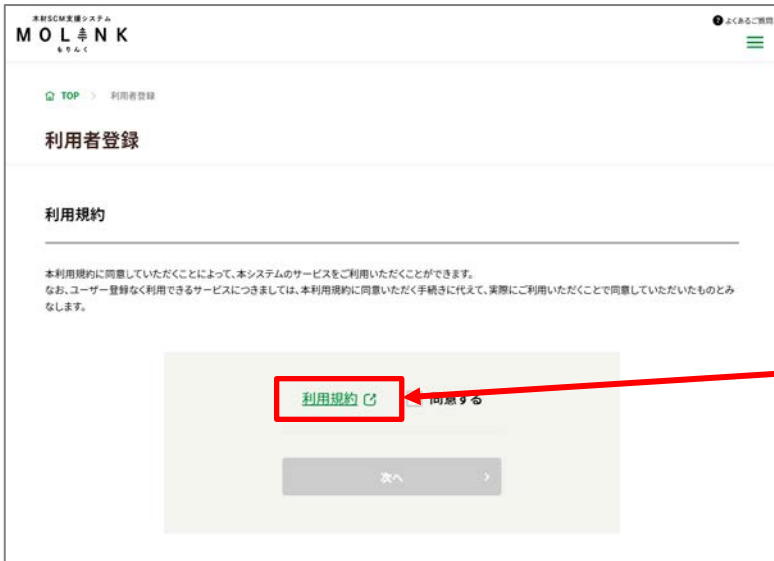 木材SCM支援システム
MOLINK
もりんく
よくあるご質問
TOP > 利用者登録
利用者登録
利用規約
本利用規約に同意していただくことによって、本システムのサービスをご利用いただくことができます。
なお、ユーザー登録なく利用できるサービスにつきましては、本利用規約に同意いただく手続きに代えて、実際にご利用いただくことで同意していただいたものとみ
なします。
利用規約 同意する
次へ